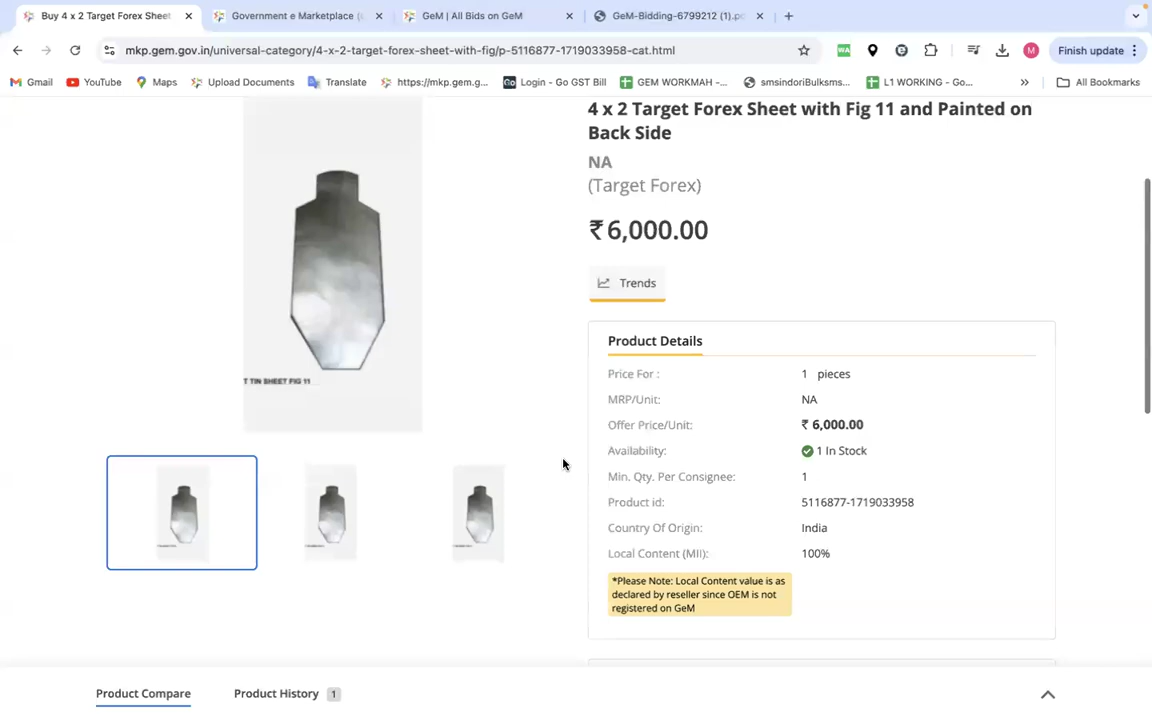 Buy 4 x 2 Target Forex Sheet
Government e Marketplace (
GeM | All Bids on GeM
GeM-Bidding-6799212 (1).p
mkp.gem.gov.in/universal-category/4-x-2-target-forex-sheet-with-fig/p-5116877-1719033958-cat.html
WA
M
Finish update
Gmail
YouTube
Maps
Upload Documents
Translate
https://mkp.gem.g...
Go
Login - Go GST Bill
GEM WORKMAH -...
smsindoriBulksms...
L1 WORKING - Go...
»
All Bookmarks
4 x 2 Target Forex Sheet with Fig 11 and Painted on
Back Side
NA
(Target Forex)
₹6,000.00
Trends
T TIN SHEET FIG 11
Product Details
Price For : 1 pieces
MRP/Unit: NA
Offer Price/Unit: ₹ 6,000.00
Availability: 1 In Stock
Min. Qty. Per Consignee: 1
Product id: 5116877-1719033958
Country Of Origin: India
Local Content (MII): 100%
*Please Note: Local Content value is as
declared by reseller since OEM is not
registered on GeM
Product Compare
Product History 1